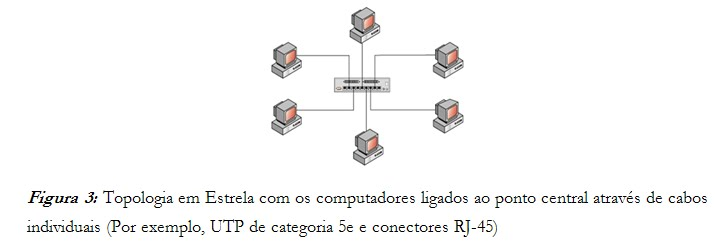 Figura 3: Topologia em Estrela com os computadores ligados ao ponto central através de cabos
individuais (Por exemplo, UTP de categoria 5e e conectores RJ-45)